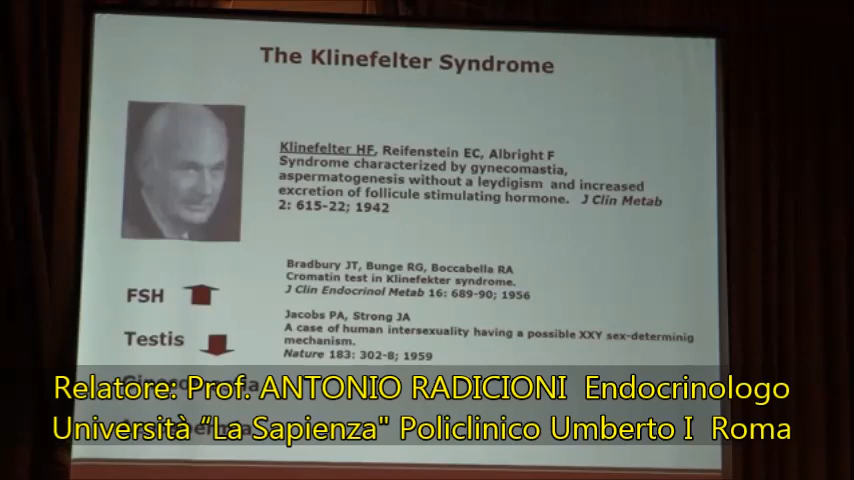 The Klinefelter Syndrome
Klinefelter HF, Reifenstein EC, Albright F
Syndrome characterized by gynecomastia,
aspermatogenesis without a leydigism and increased
excretion of follicule stimulating hormone. J Clin Metab
2: 615-22; 1942
Bradbury JT, Bunge RG, Boccabella RA
Cromatin test in Klinefekter syndrome.
J Clin Endocrinol Metab 16: 689-90; 1956
FSH
Jacobs PA, Strong JA
A case of human intersexuality having a possible XXY sex-determinig
mechanism.
Nature 183: 302-8; 1959
Testis
Relatore: Prof. ANTONIO RADICIONI Endocrinologo
Università “La Sapienza" Policlinico Umberto I Roma